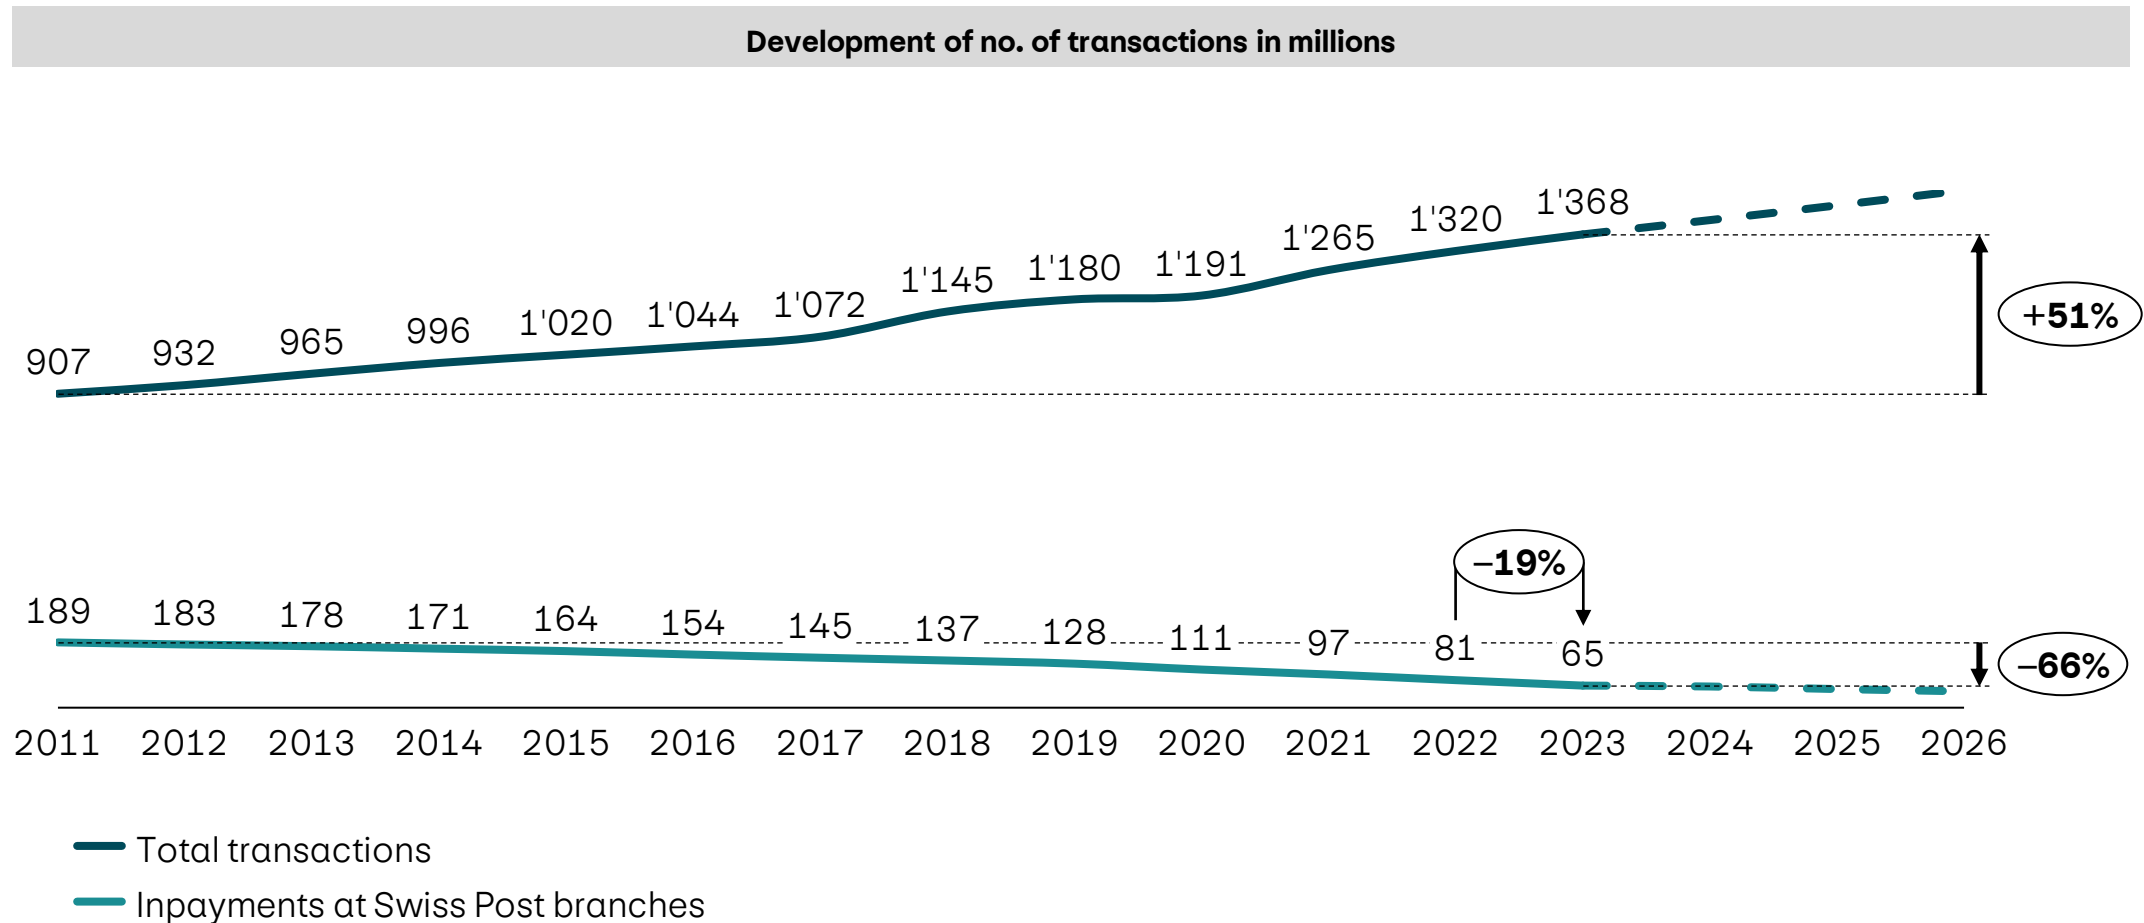 Development of no. of transactions in millions
907 932 965 996 1'020 1'044 1'072 1'145 1'180 1'191 1'265 1'320 1'368
+51%
–19%
189 183 178 171 164 154 145 137 128 111 97 81 65
–66%
2011 2012 2013 2014 2015 2016 2017 2018 2019 2020 2021 2022 2023 2024 2025 2026
Total transactions
Inpayments at Swiss Post branches